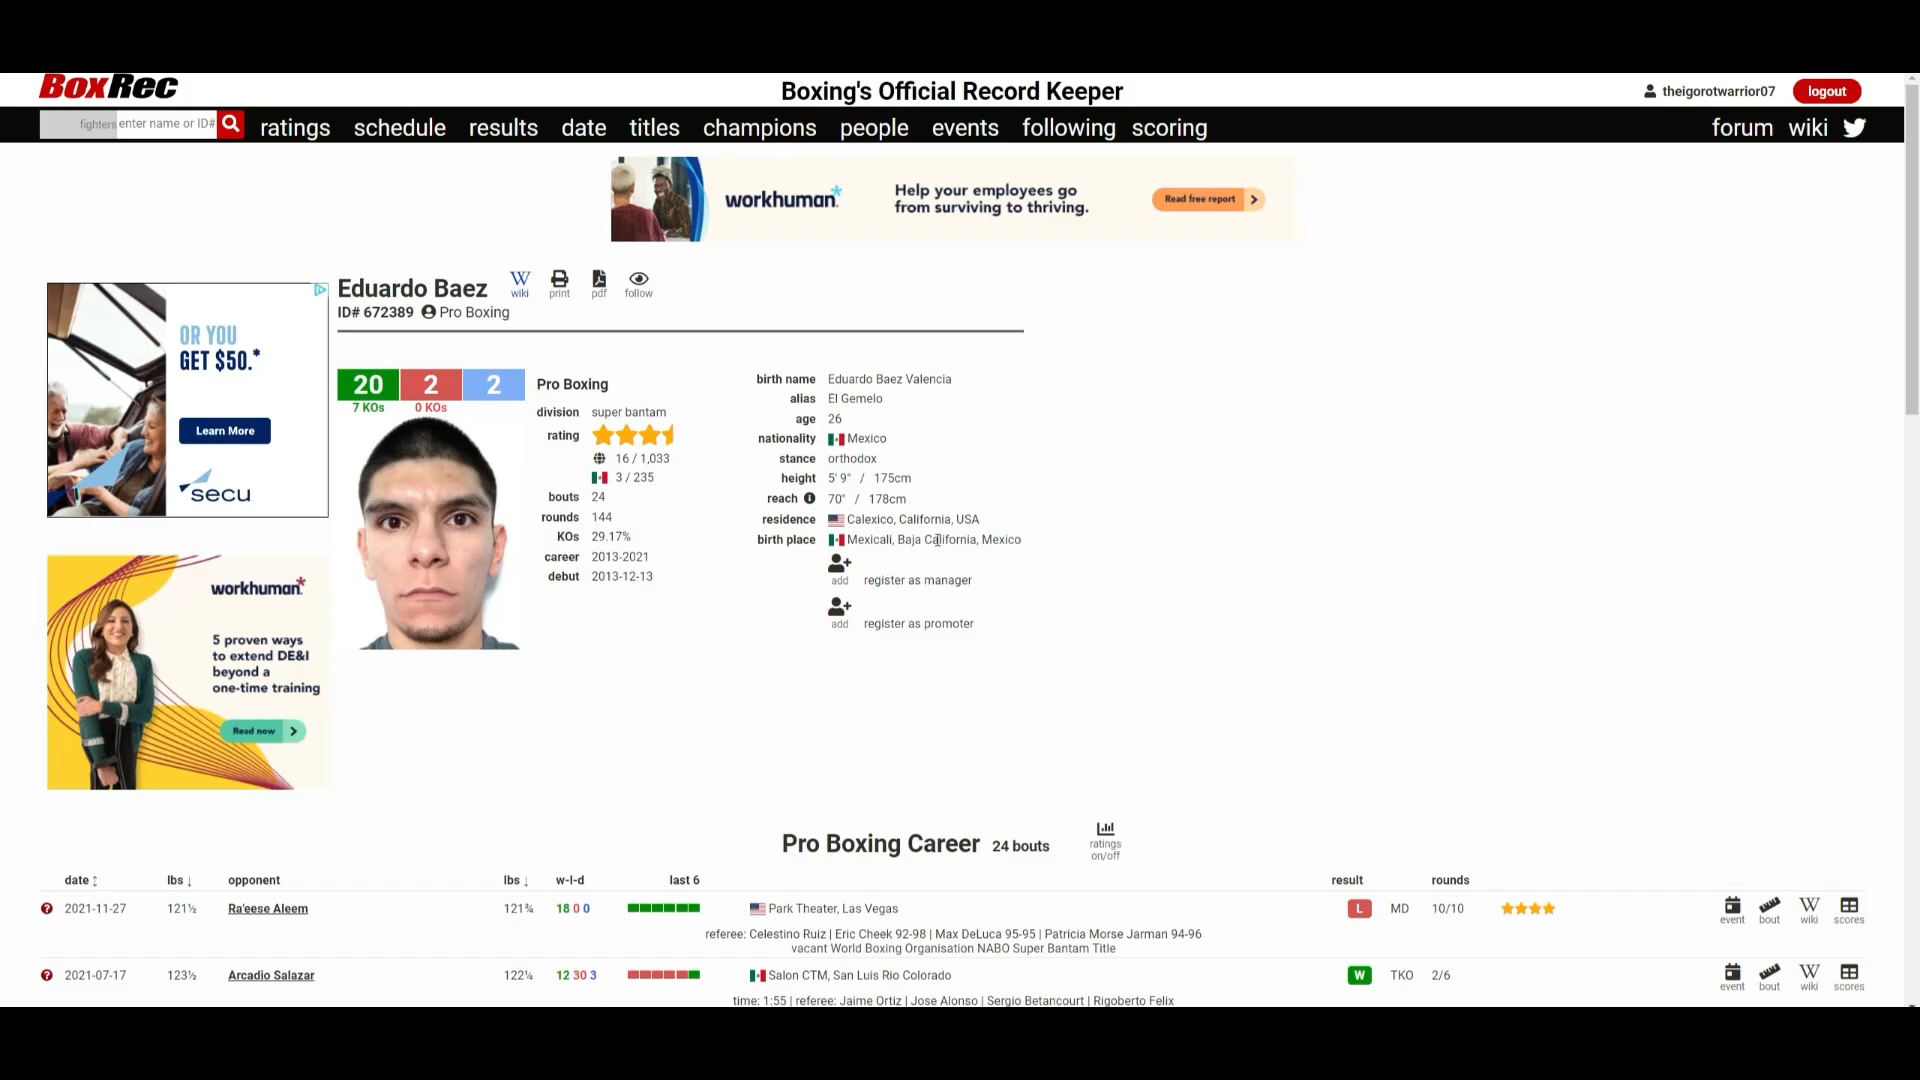 BoxRec
Boxing's Official Record Keeper
theigorotwarrior07
logout
fighters enter name or ID#
ratings schedule results date titles champions people events following scoring
forum wiki
workhuman*
Help your employees go
from surviving to thriving.
Read free report
Eduardo Baez
wiki print pdf follow
ID# 672389 Pro Boxing
OR YOU
GET $50.*
Learn More
secu
workhuman*
5 proven ways
to extend DE&I
beyond a
one-time training
Read now
20 2 2
7 KOs 0 KOs
Pro Boxing
division super bantam
rating
16 / 1,033
3 / 235
bouts 24
rounds 144
KOs 29.17%
career 2013-2021
debut 2013-12-13
birth name Eduardo Baez Valencia
alias El Gemelo
age 26
nationality Mexico
stance orthodox
height 5' 9" / 175cm
reach 70" / 178cm
residence Calexico, California, USA
birth place Mexicali, Baja California, Mexico
add register as manager
add register as promoter
Pro Boxing Career 24 bouts
ratings
on/off
date lbs opponent lbs w-l-d last 6 result rounds
2021-11-27 121½ Ra'eese Aleem 121¾ 18 0 0 Park Theater, Las Vegas L MD 10/10
event bout wiki scores
referee: Celestino Ruiz | Eric Cheek 92-98 | Max DeLuca 95-95 | Patricia Morse Jarman 94-96
vacant World Boxing Organisation NABO Super Bantam Title
2021-07-17 123½ Arcadio Salazar 122¼ 12 30 3 Salon CTM, San Luis Rio Colorado W TKO 2/6
event bout wiki scores
time: 1:55 | referee: Jaime Ortiz | Jose Alonso | Sergio Betancourt | Rigoberto Felix